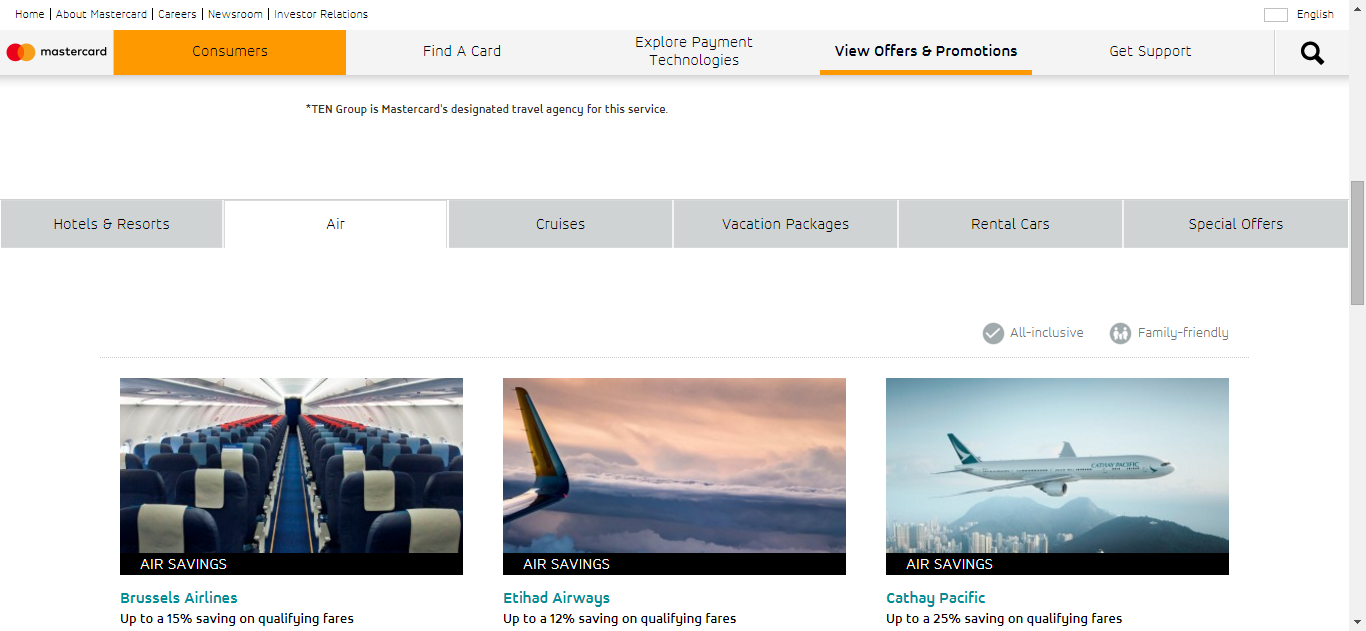 Home | About Mastercard | Careers | Newsroom | Investor Relations
English
mastercard
Consumers
Find A Card
Explore Payment
Technologies
View Offers & Promotions
Get Support
*TEN Group is Mastercard's designated travel agency for this service.
Hotels & Resorts
Air
Cruises
Vacation Packages
Rental Cars
Special Offers
All-inclusive
Family-friendly
CATHAY PACIFIC
AIR SAVINGS
AIR SAVINGS
AIR SAVINGS
Brussels Airlines
Up to a 15% saving on qualifying fares
Etihad Airways
Up to a 12% saving on qualifying fares
Cathay Pacific
Up to a 25% saving on qualifying fares